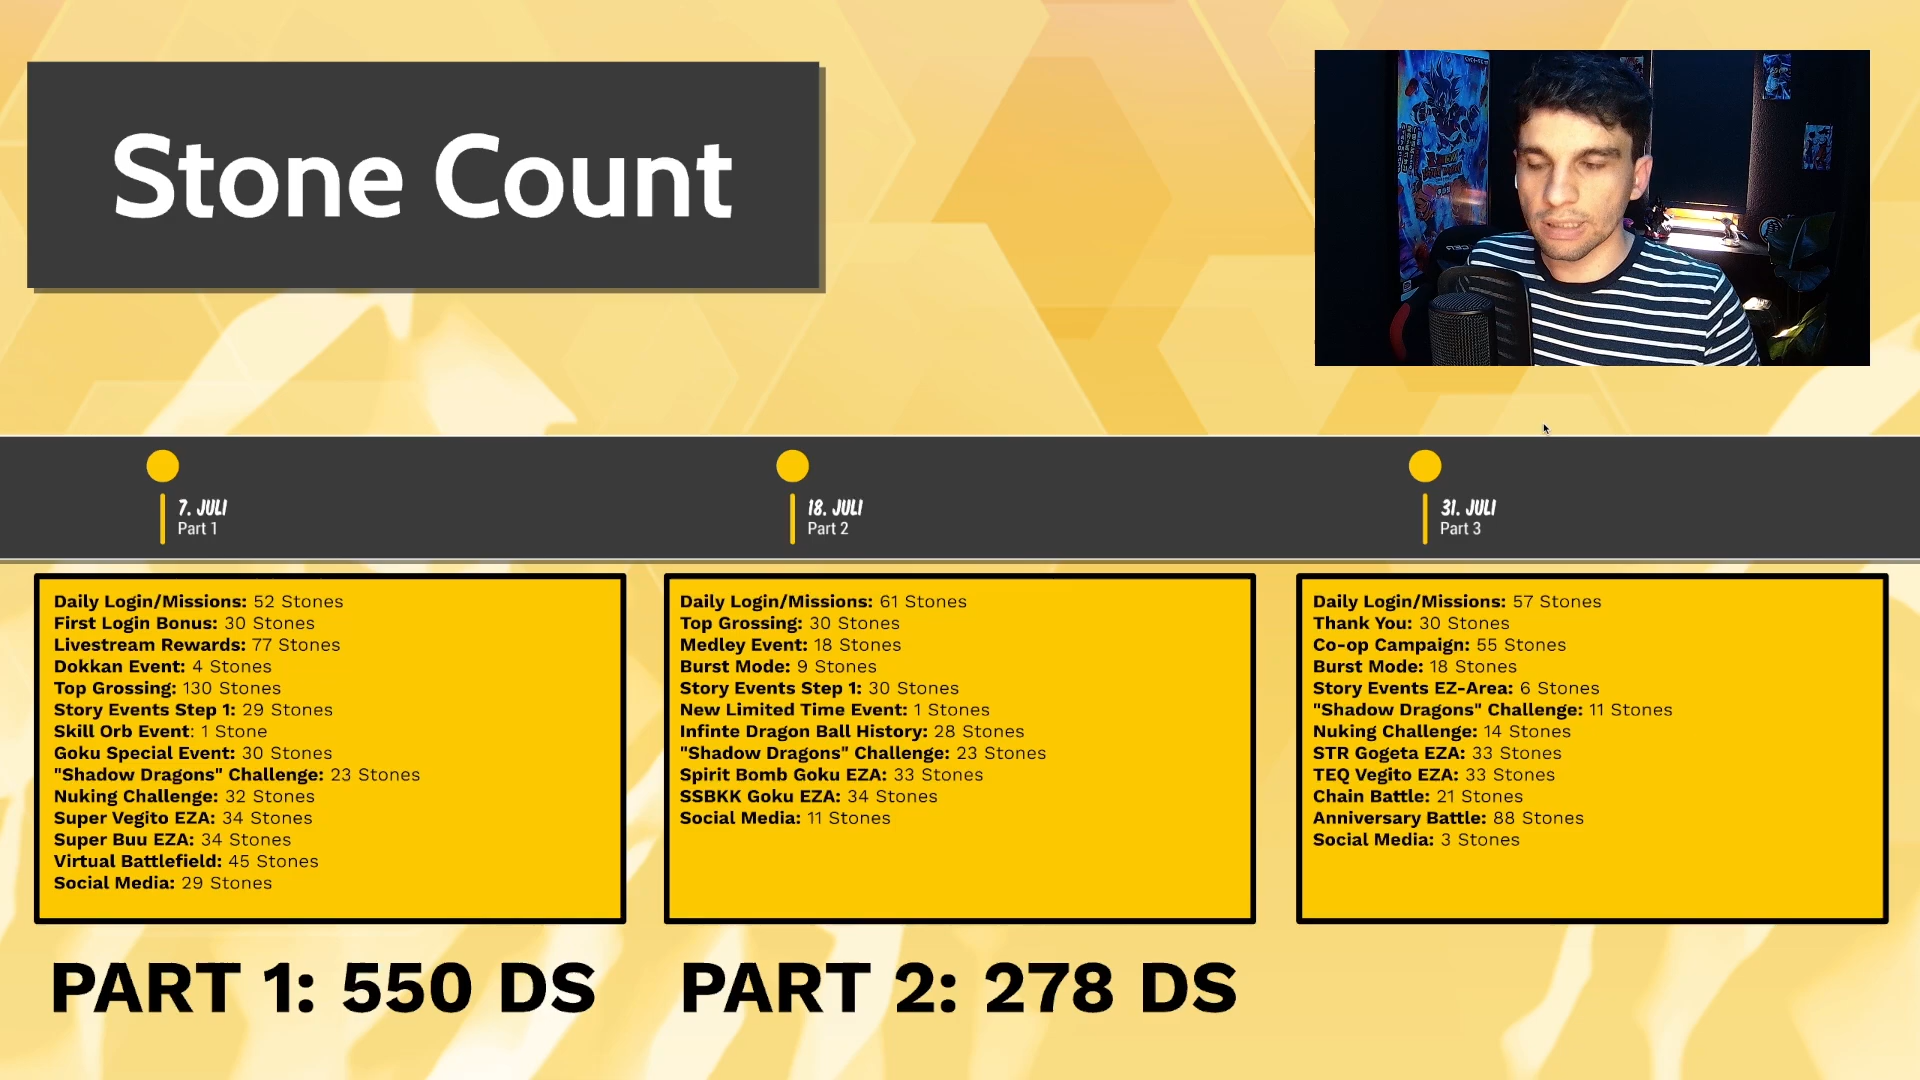 Stone Count
7. JULI
Part 1
18. JULI
Part 2
31. JULI
Part 3
Daily Login/Missions: 52 Stones
First Login Bonus: 30 Stones
Livestream Rewards: 77 Stones
Dokkan Event: 4 Stones
Top Grossing: 130 Stones
Story Events Step 1: 29 Stones
Skill Orb Event: 1 Stone
Goku Special Event: 30 Stones
"Shadow Dragons" Challenge: 23 Stones
Nuking Challenge: 32 Stones
Super Vegito EZA: 34 Stones
Super Buu EZA: 34 Stones
Virtual Battlefield: 45 Stones
Social Media: 29 Stones
Daily Login/Missions: 61 Stones
Top Grossing: 30 Stones
Medley Event: 18 Stones
Burst Mode: 9 Stones
Story Events Step 1: 30 Stones
New Limited Time Event: 1 Stones
Infinte Dragon Ball History: 28 Stones
"Shadow Dragons" Challenge: 23 Stones
Spirit Bomb Goku EZA: 33 Stones
SSBKK Goku EZA: 34 Stones
Social Media: 11 Stones
Daily Login/Missions: 57 Stones
Thank You: 30 Stones
Co-op Campaign: 55 Stones
Burst Mode: 18 Stones
Story Events EZ-Area: 6 Stones
"Shadow Dragons" Challenge: 11 Stones
Nuking Challenge: 14 Stones
STR Gogeta EZA: 33 Stones
TEQ Vegito EZA: 33 Stones
Chain Battle: 21 Stones
Anniversary Battle: 88 Stones
Social Media: 3 Stones
PART 1: 550 DS
PART 2: 278 DS